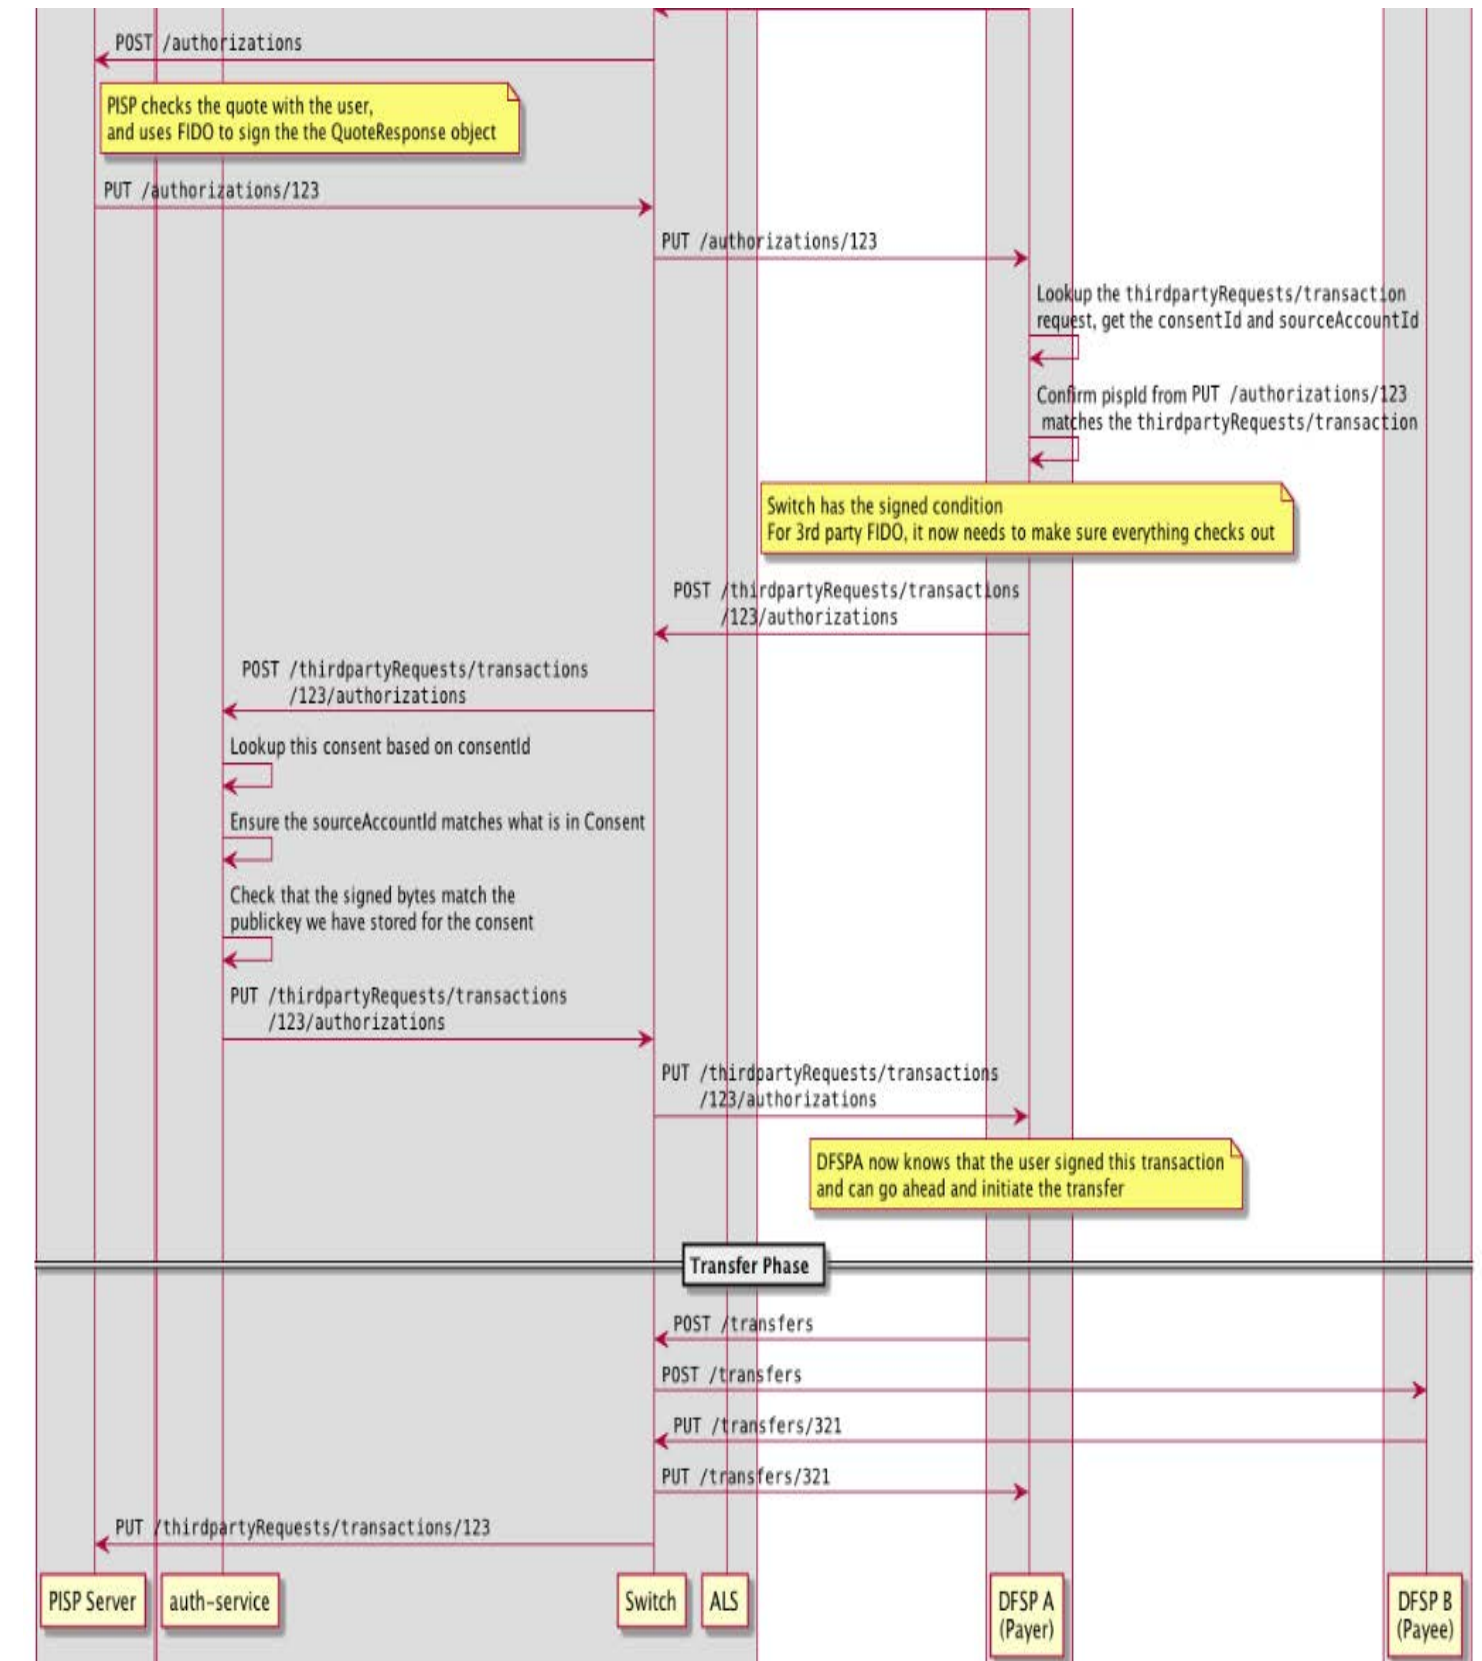 POST /authorizations
PISP checks the quote with the user,
and uses FIDO to sign the the QuoteResponse object
PUT /authorizations/123
PUT /authorizations/123
Lookup the thirdpartyRequests/transaction
request, get the consentId and sourceAccountId
Confirm pispId from PUT /authorizations/123
matches the thirdpartyRequests/transaction
Switch has the signed condition
For 3rd party FIDO, it now needs to make sure everything checks out
POST /thirdpartyRequests/transactions
/123/authorizations
POST /thirdpartyRequests/transactions
/123/authorizations
Lookup this consent based on consentId
Ensure the sourceAccountId matches what is in Consent
Check that the signed bytes match the
publickey we have stored for the consent
PUT /thirdpartyRequests/transactions
/123/authorizations
PUT /thirdpartyRequests/transactions
/123/authorizations
DFSPA now knows that the user signed this transaction
and can go ahead and initiate the transfer
Transfer Phase
POST /transfers
POST /transfers
PUT /transfers/321
PUT /transfers/321
PUT /thirdpartyRequests/transactions/123
PISP Server
auth-service
Switch
ALS
DFSP A
(Payer)
DFSP B
(Payee)